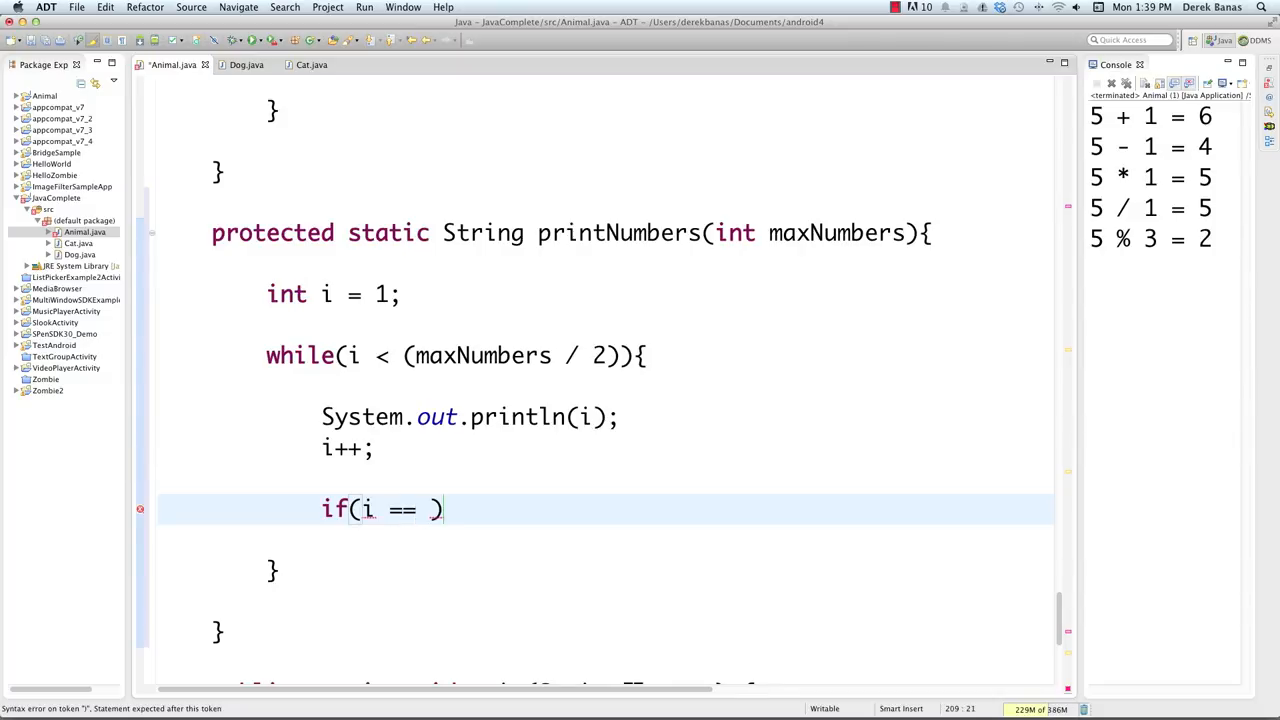 ADT File Edit Refactor Source Navigate Search Project Run Window Help 10 Mon 1:39 PM Derek Banas
Java - JavaComplete/src/Animal.java - ADT - /Users/derekbanas/Documents/android4
Quick Access Java DDMS
Package Exp *Animal.java Dog.java Cat.java Console
<terminated> Animal (1) [Java Application] /S
Animal
appcompat_v7
appcompat_v7_2
appcompat_v7_3
appcompat_v7_4
BridgeSample
HelloWorld
HelloZombie
ImageFilterSampleApp
JavaComplete
src
(default package)
Animal.java
Cat.java
Dog.java
JRE System Library [Ja
ListPickerExample2Activi
MediaBrowser
MultiWindowSDKExample
MusicPlayerActivity
SlookActivity
SPenSDK30_Demo
TestAndroid
TextGroupActivity
VideoPlayerActivity
Zombie
Zombie2
}
}
protected static String printNumbers(int maxNumbers){
int i = 1;
while(i < (maxNumbers / 2)){
System.out.println(i);
i++;
if(i == )
}
}
5 + 1 = 6
5 - 1 = 4
5 * 1 = 5
5 / 1 = 5
5 % 3 = 2
Syntax error on token ")", Statement expected after this token Writable Smart Insert 209 : 21 229M of 386M